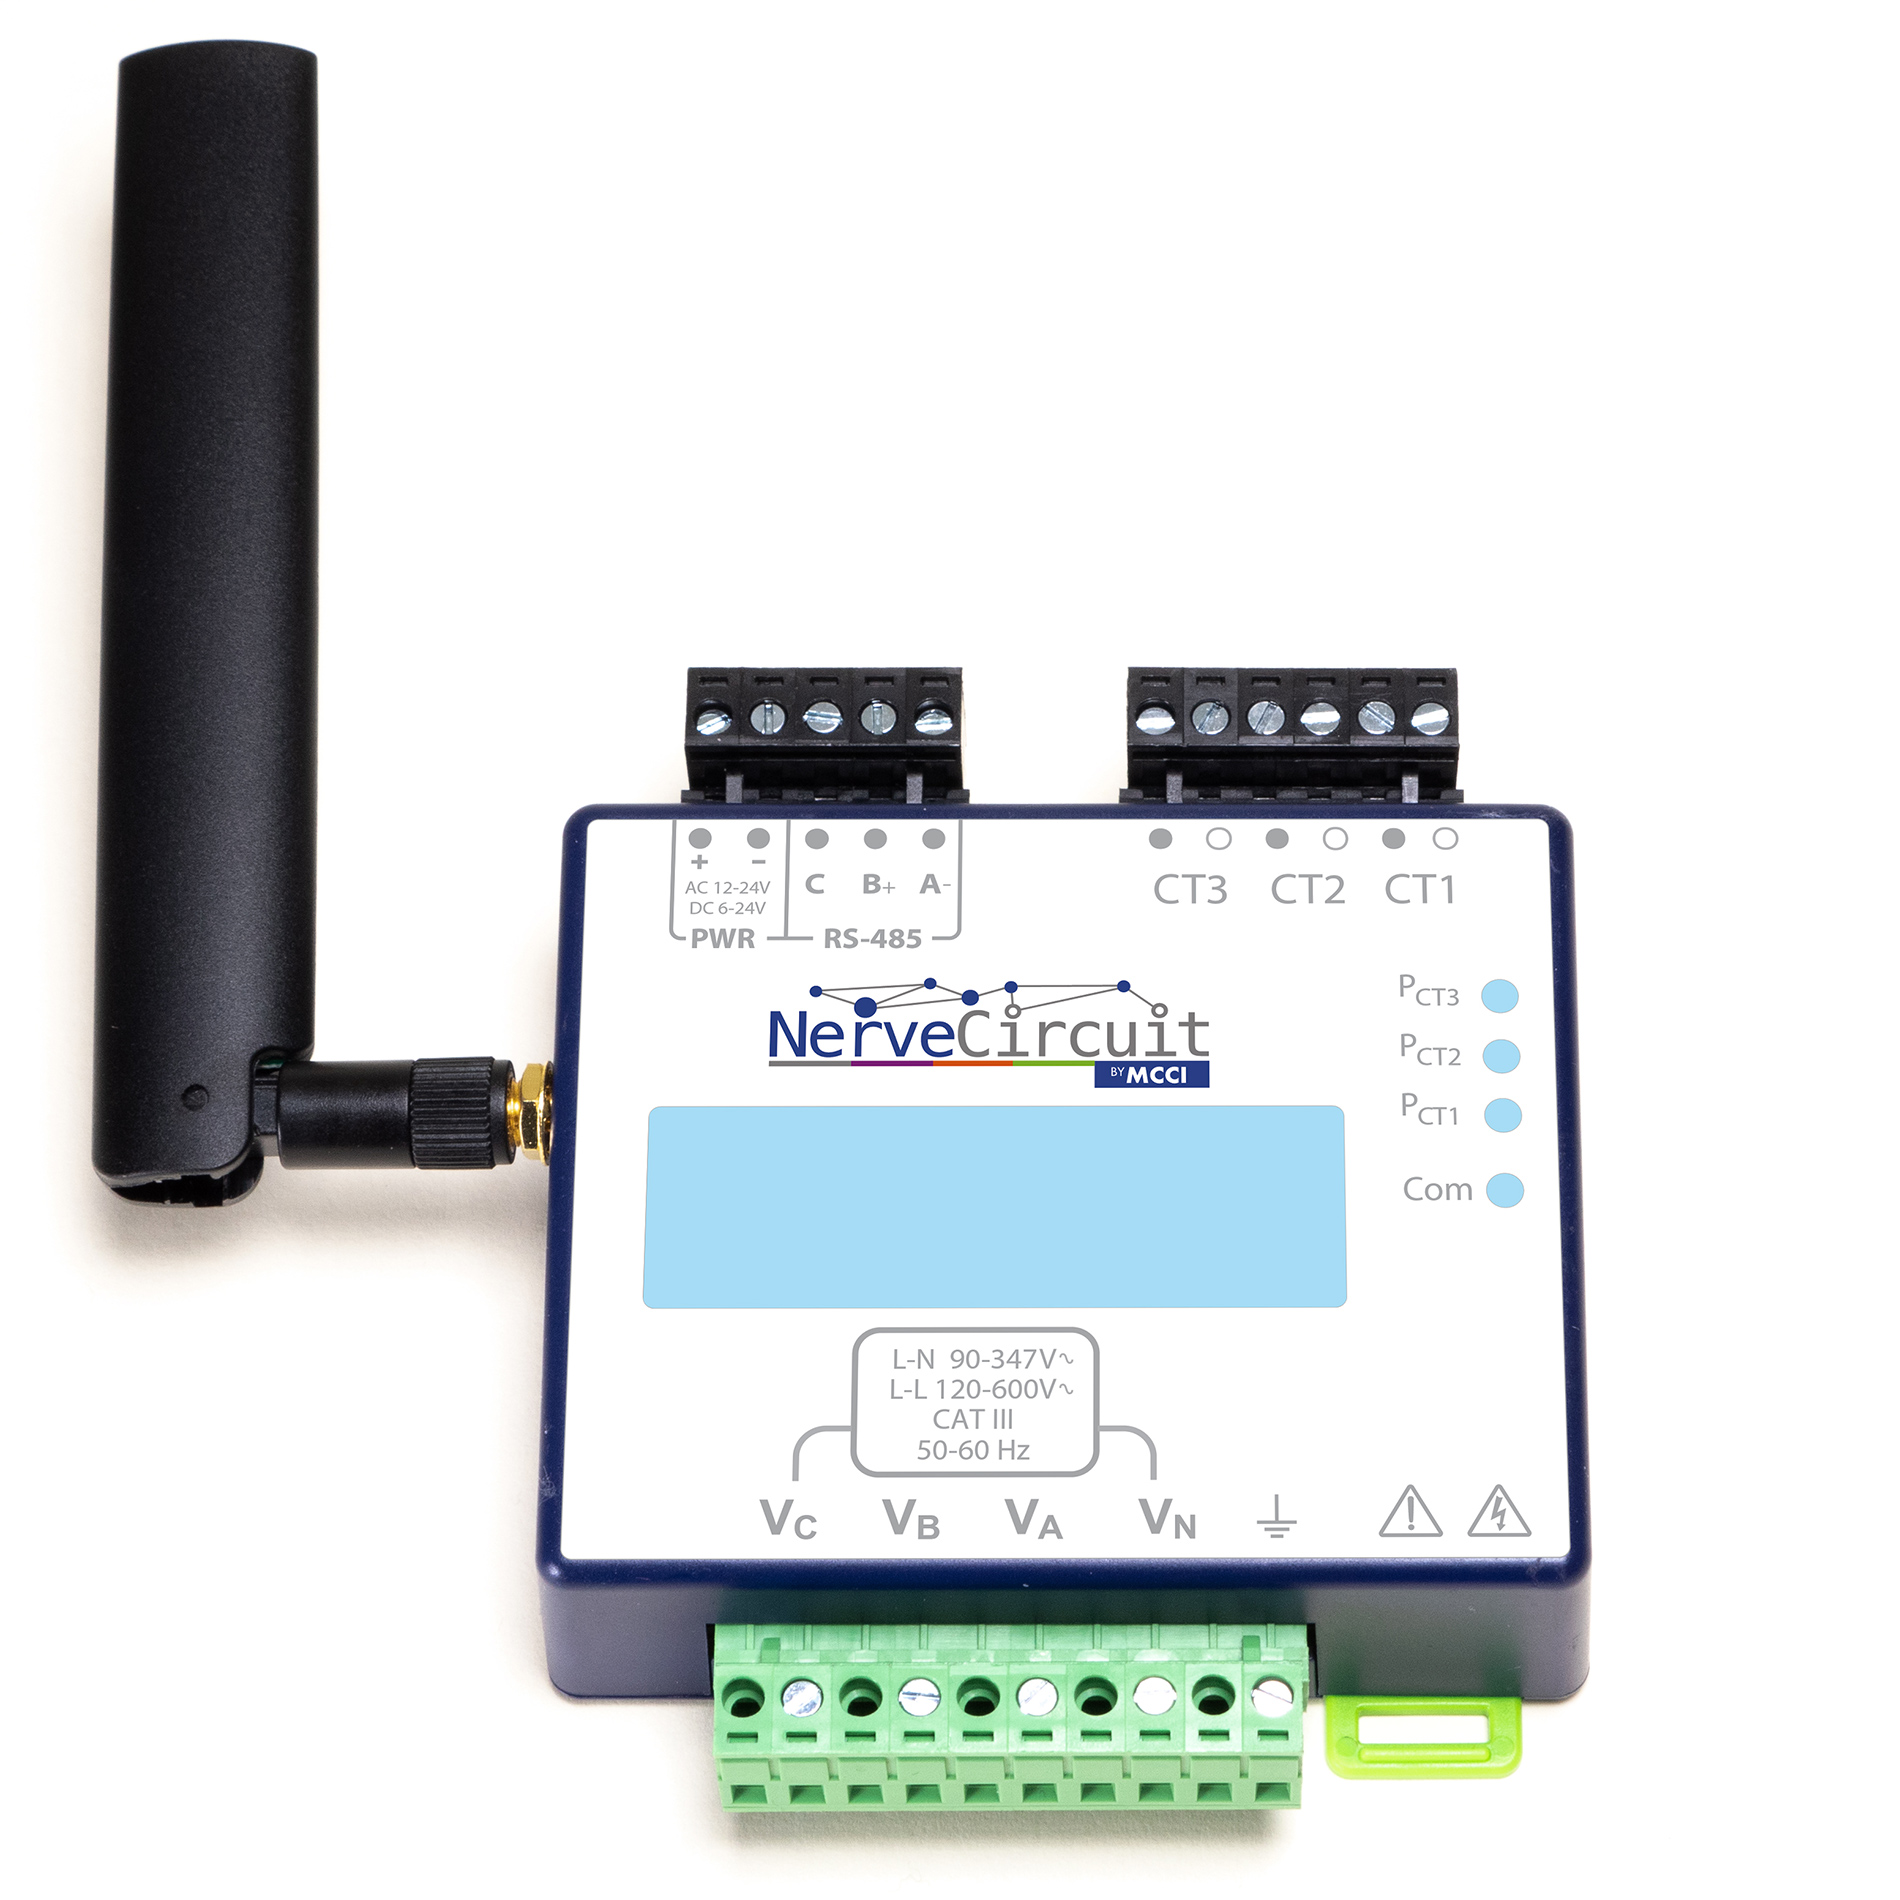 + −
AC 12-24V
DC 6-24V
PWR
C B+ A-
RS-485
CT3 CT2 CT1
NerveCircuit
BY MCCI
PCT3
PCT2
PCT1
Com
L-N 90-347V~
L-L 120-600V~
CAT III
50-60 Hz
VC VB VA VN